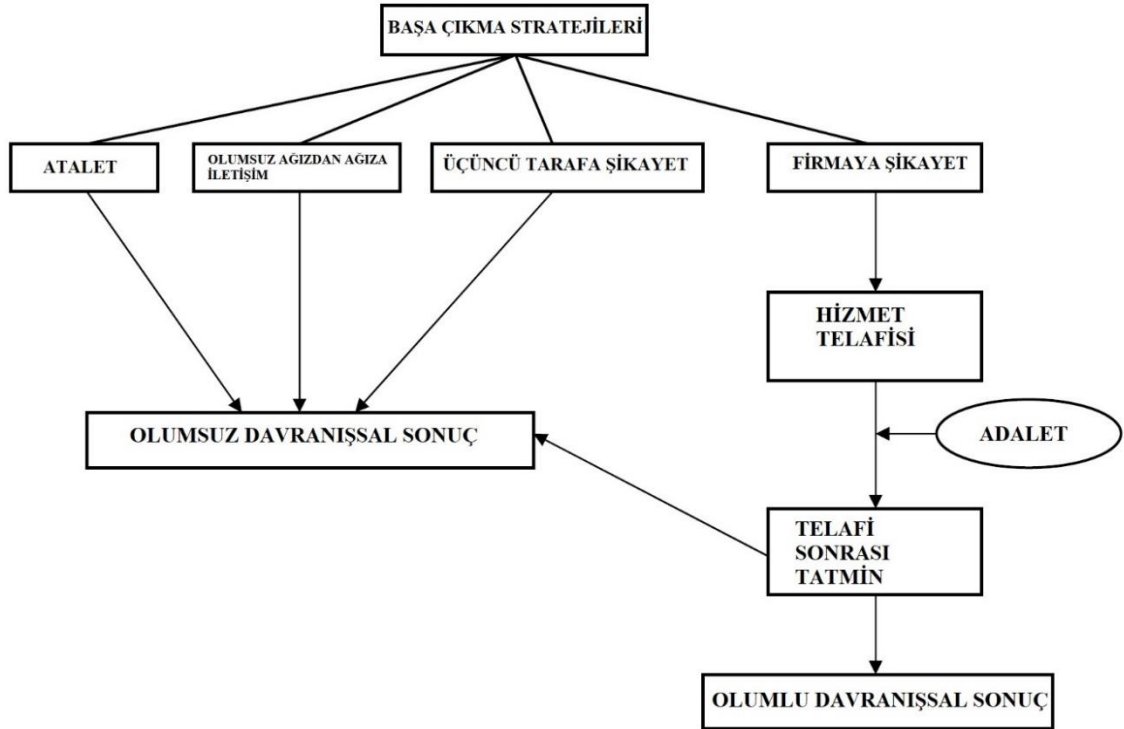 BAŞA ÇIKMA STRATEJİLERİ
ATALET
OLUMSUZ AĞIZDAN AĞIZA
İLETİŞİM
ÜÇÜNCÜ TARAFA ŞİKAYET
FİRMAYA ŞİKAYET
HİZMET
TELAFİSİ
OLUMSUZ DAVRANIŞSAL SONUÇ
ADALET
TELAFİ
SONRASI
TATMİN
OLUMLU DAVRANIŞSAL SONUÇ